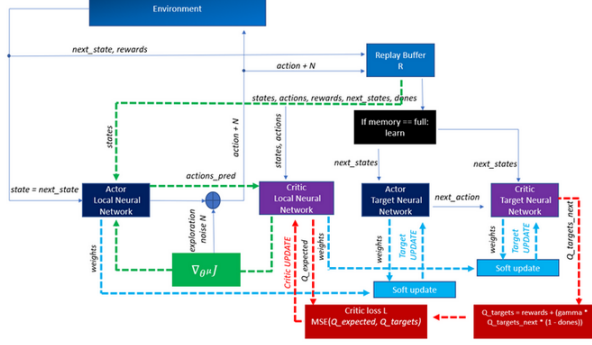 Environment
next_state, rewards
action + N
Replay Buffer
R
states, actions, rewards, next_states, dones
If memory == full:
learn
states
states, actions
action + N
next_states
next_states
state = next_state
Actor
Local Neural
Network
actions_pred
Critic
Local Neural
Network
Actor
Target Neural
Network
next_action
Critic
Target Neural
Network
weights
exploration
noise N
Critic UPDATE
Q_expected
weights
weights
Target
UPDATE
weights
Target
UPDATE
Q_targets_next
∇θμJ
Soft update
Soft update
Critic loss L
MSE(Q_expected, Q_targets)
Q_targets = rewards + (gamma *
Q_targets_next * (1 - dones))